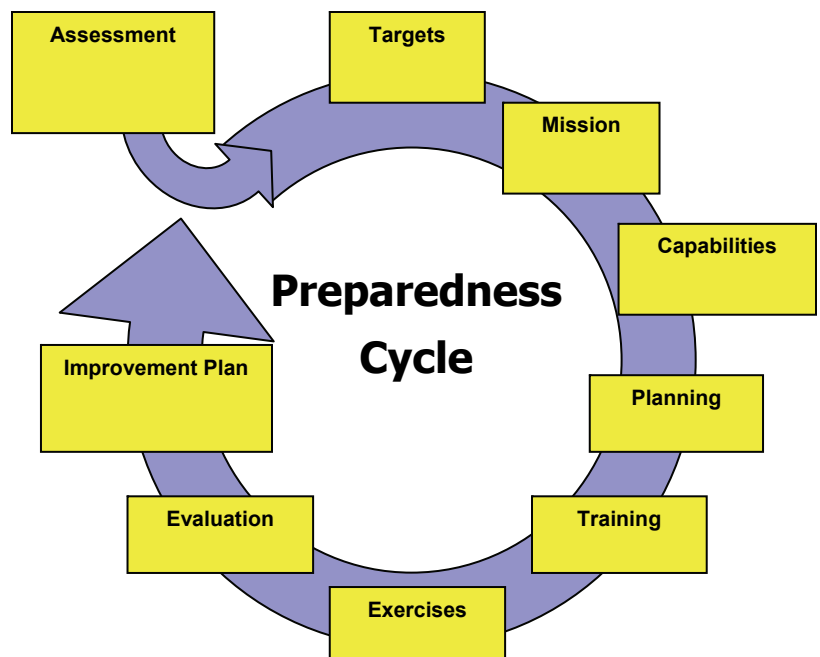 Assessment
Targets
Mission
Capabilities
Preparedness
Cycle
Improvement Plan
Planning
Evaluation
Training
Exercises